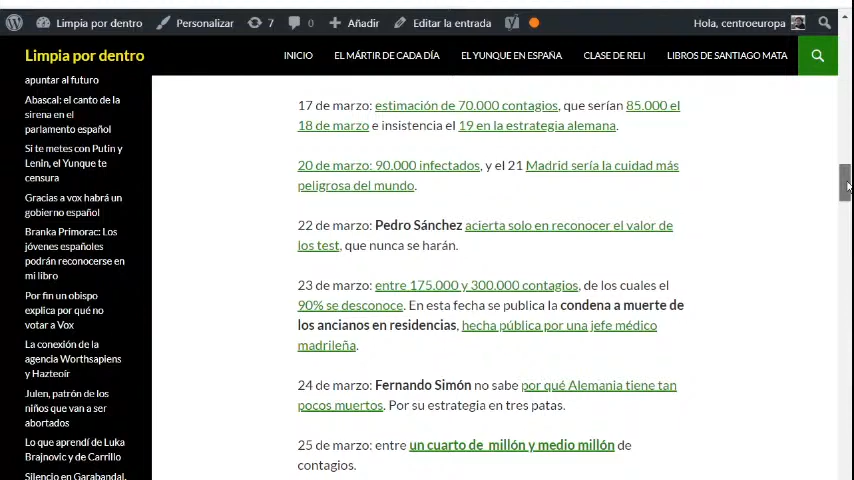 Limpia por dentro
Personalizar
7
0
Añadir
Editar la entrada
Hola, centroeuropa
Limpia por dentro
INICIO
EL MÁRTIR DE CADA DÍA
EL YUNQUE EN ESPAÑA
CLASE DE RELI
LIBROS DE SANTIAGO MATA
apuntar al futuro
Abascal: el canto de la
sirena en el
parlamento español
Si te metes con Putin y
Lenin, el Yunque te
censura
Gracias a vox habrá un
gobierno español
Branka Primorac: Los
jóvenes españoles
podrán reconocerse en
mi libro
Por fin un obispo
explica por qué no
votar a Vox
La conexión de la
agencia Worthsapiens
y Hazteoír
Julen, patrón de los
niños que van a ser
abortados
Lo que aprendí de Luka
Brajnovic y de Carrillo
Silencio en Garabandal,
17 de marzo: estimación de 70.000 contagios, que serían 85.000 el
18 de marzo e insistencia el 19 en la estrategia alemana.
20 de marzo: 90.000 infectados, y el 21 Madrid sería la cuidad más
peligrosa del mundo.
22 de marzo: Pedro Sánchez acierta solo en reconocer el valor de
los test, que nunca se harán.
23 de marzo: entre 175.000 y 300.000 contagios, de los cuales el
90% se desconoce. En esta fecha se publica la condena a muerte de
los ancianos en residencias, hecha pública por una jefe médico
madrileña.
24 de marzo: Fernando Simón no sabe por qué Alemania tiene tan
pocos muertos. Por su estrategia en tres patas.
25 de marzo: entre un cuarto de millón y medio millón de
contagios.